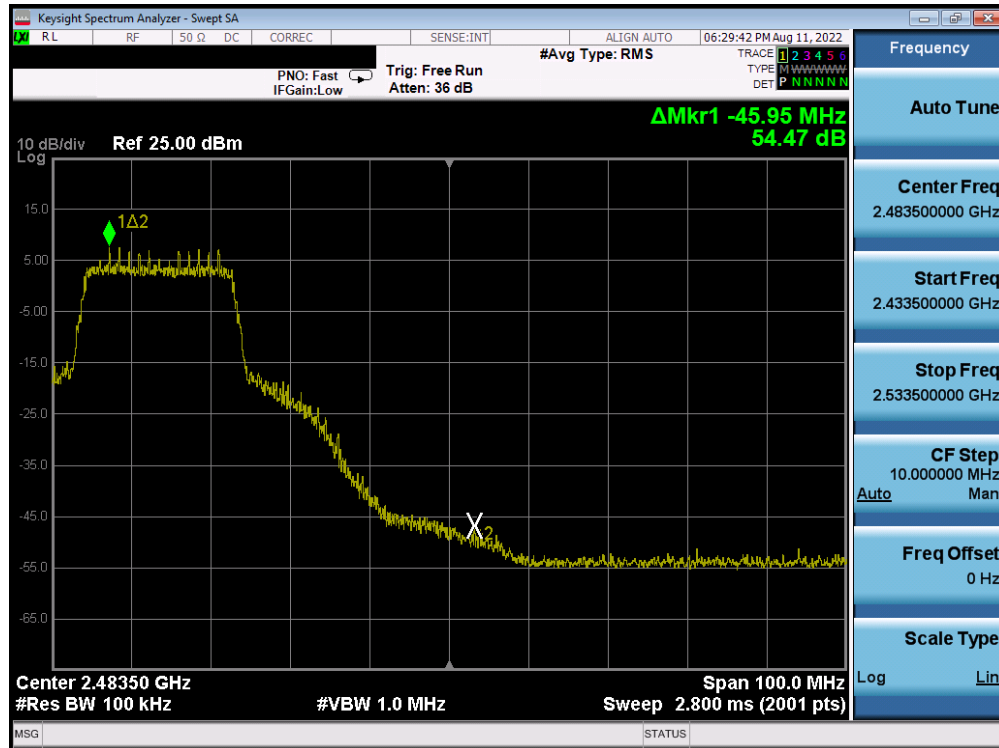 Keysight Spectrum Analyzer - Swept SA
LXI RL RF 50 Ω DC CORREC SENSE:INT ALIGN AUTO 06:29:42 PM Aug 11, 2022
#Avg Type: RMS TRACE 1 2 3 4 5 6
PNO: Fast Trig: Free Run TYPE M W W W W W
IFGain:Low Atten: 36 dB DET P N N N N N
ΔMkr1 -45.95 MHz
54.47 dB
10 dB/div Ref 25.00 dBm
Log
15.0
1Δ2
5.00
-5.00
-15.0
-25.0
-35.0
-45.0
X2
-55.0
-65.0
Center 2.48350 GHz Span 100.0 MHz
#Res BW 100 kHz #VBW 1.0 MHz Sweep 2.800 ms (2001 pts)
MSG STATUS
Frequency
Auto Tune
Center Freq
2.483500000 GHz
Start Freq
2.433500000 GHz
Stop Freq
2.533500000 GHz
CF Step
10.000000 MHz
Auto Man
Freq Offset
0 Hz
Scale Type
Log Lin